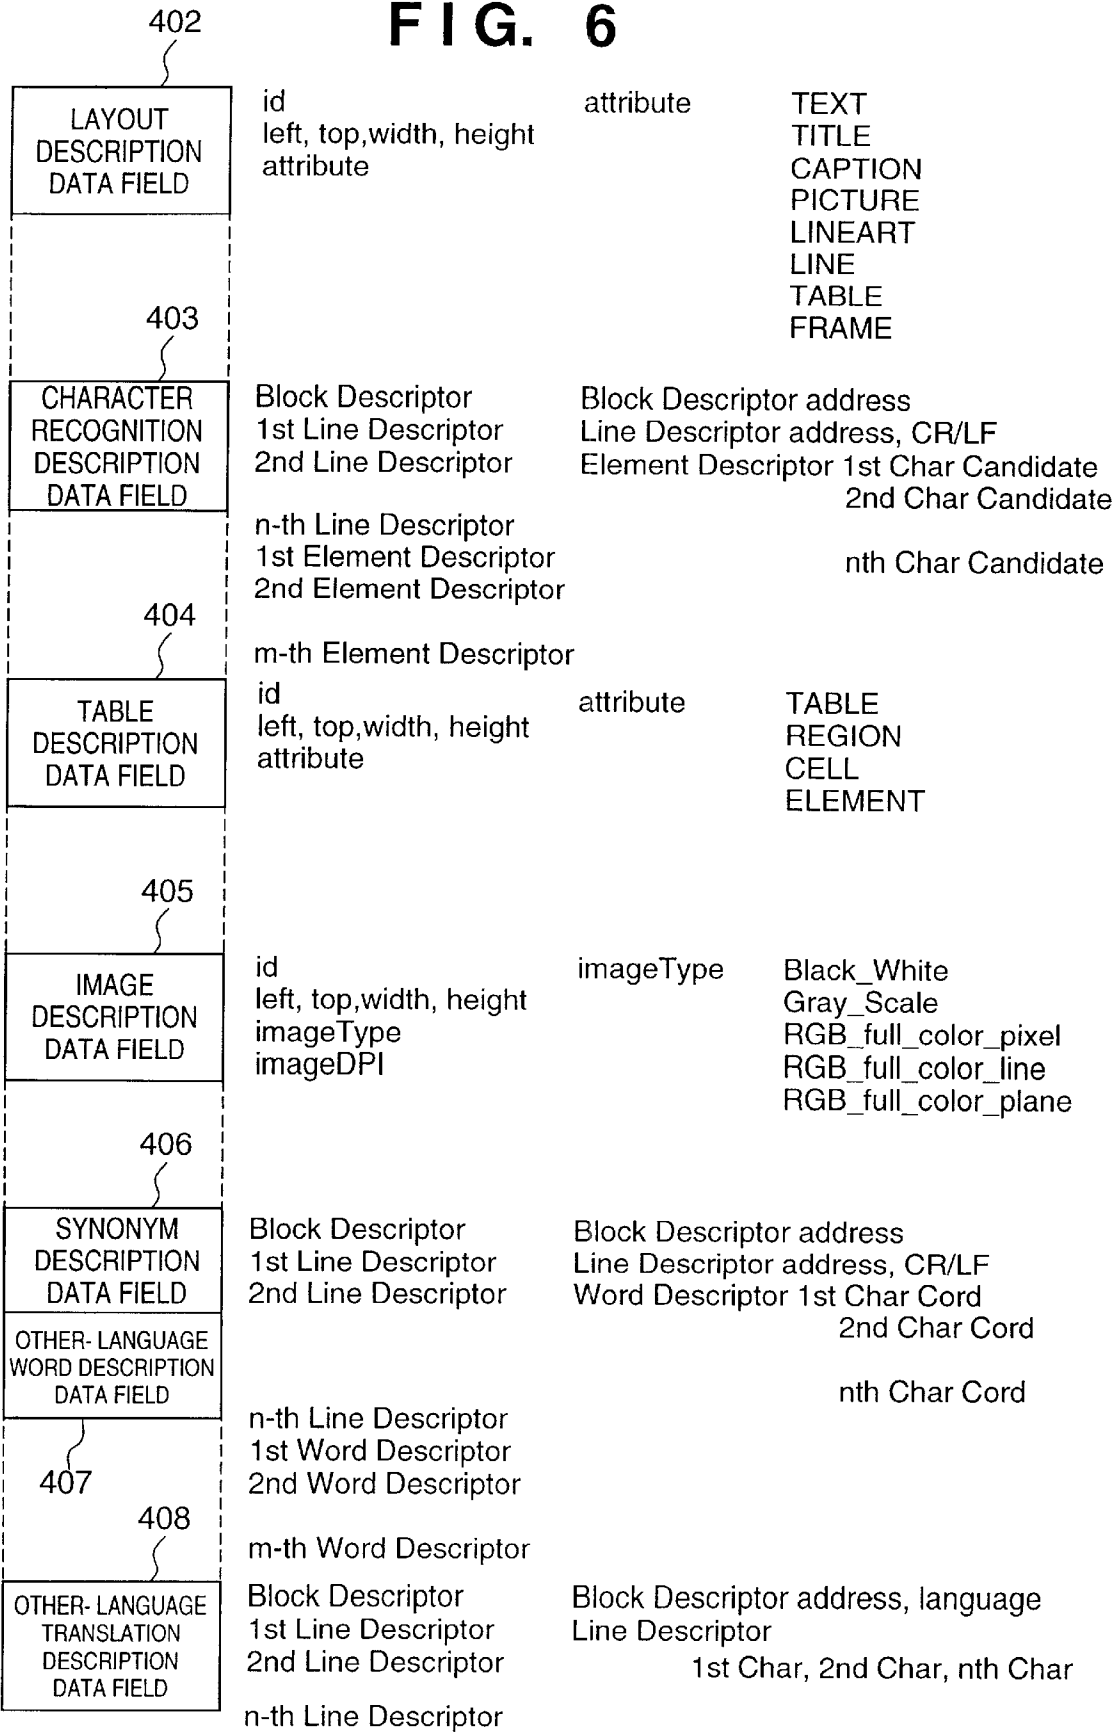 FIG. 6
402
LAYOUT
DESCRIPTION
DATA FIELD
id
left, top,width, height
attribute
attribute
TEXT
TITLE
CAPTION
PICTURE
LINEART
LINE
TABLE
FRAME
403
CHARACTER
RECOGNITION
DESCRIPTION
DATA FIELD
Block Descriptor
1st Line Descriptor
2nd Line Descriptor
n-th Line Descriptor
1st Element Descriptor
2nd Element Descriptor
m-th Element Descriptor
Block Descriptor address
Line Descriptor address, CR/LF
Element Descriptor 1st Char Candidate
2nd Char Candidate
nth Char Candidate
404
TABLE
DESCRIPTION
DATA FIELD
id
left, top,width, height
attribute
attribute
TABLE
REGION
CELL
ELEMENT
405
IMAGE
DESCRIPTION
DATA FIELD
id
left, top,width, height
imageType
imageDPI
imageType
Black_White
Gray_Scale
RGB_full_color_pixel
RGB_full_color_line
RGB_full_color_plane
406
SYNONYM
DESCRIPTION
DATA FIELD
OTHER- LANGUAGE
WORD DESCRIPTION
DATA FIELD
407
Block Descriptor
1st Line Descriptor
2nd Line Descriptor
n-th Line Descriptor
1st Word Descriptor
2nd Word Descriptor
m-th Word Descriptor
Block Descriptor address
Line Descriptor address, CR/LF
Word Descriptor 1st Char Cord
2nd Char Cord
nth Char Cord
408
OTHER- LANGUAGE
TRANSLATION
DESCRIPTION
DATA FIELD
Block Descriptor
1st Line Descriptor
2nd Line Descriptor
n-th Line Descriptor
Block Descriptor address, language
Line Descriptor
1st Char, 2nd Char, nth Char